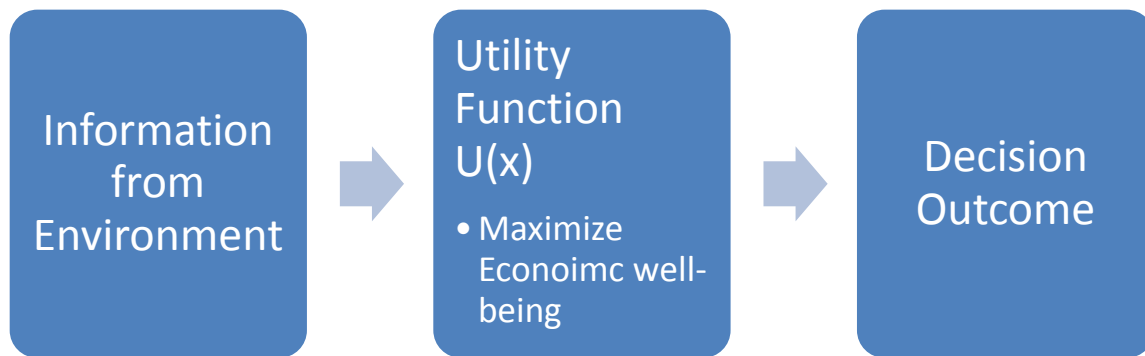 Information
from
Environment
Utility
Function
U(x)
• Maximize
Econoimc well-
being
Decision
Outcome